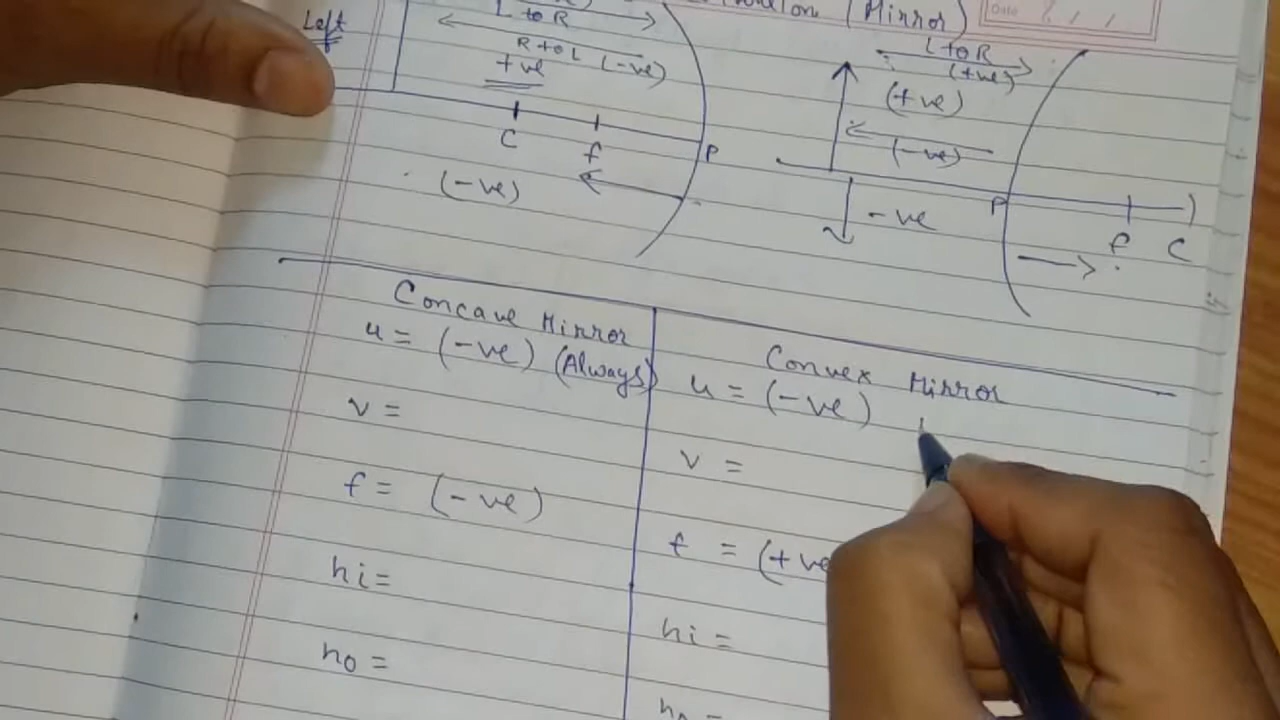 (Mirror)
Date
Left
L to R
R to L (-ve)
+ve
C
f
P
(-ve)
L to R
(+ve)
(+ve)
(-ve)
-ve
P
f
C
Concave Mirror
u = (-ve) (Always)
v =
f = (-ve)
hi =
ho =
Convex Mirror
u = (-ve)
v =
f = (+ve
hi =